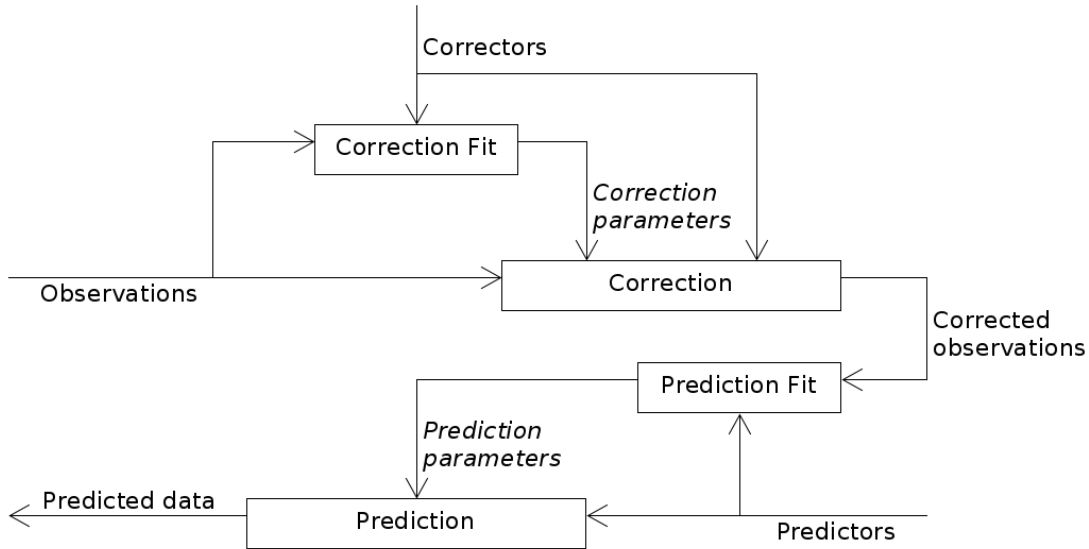 Correctors
Correction Fit
Correction
parameters
Observations
Correction
Corrected
observations
Prediction Fit
Prediction
parameters
Predicted data
Prediction
Predictors